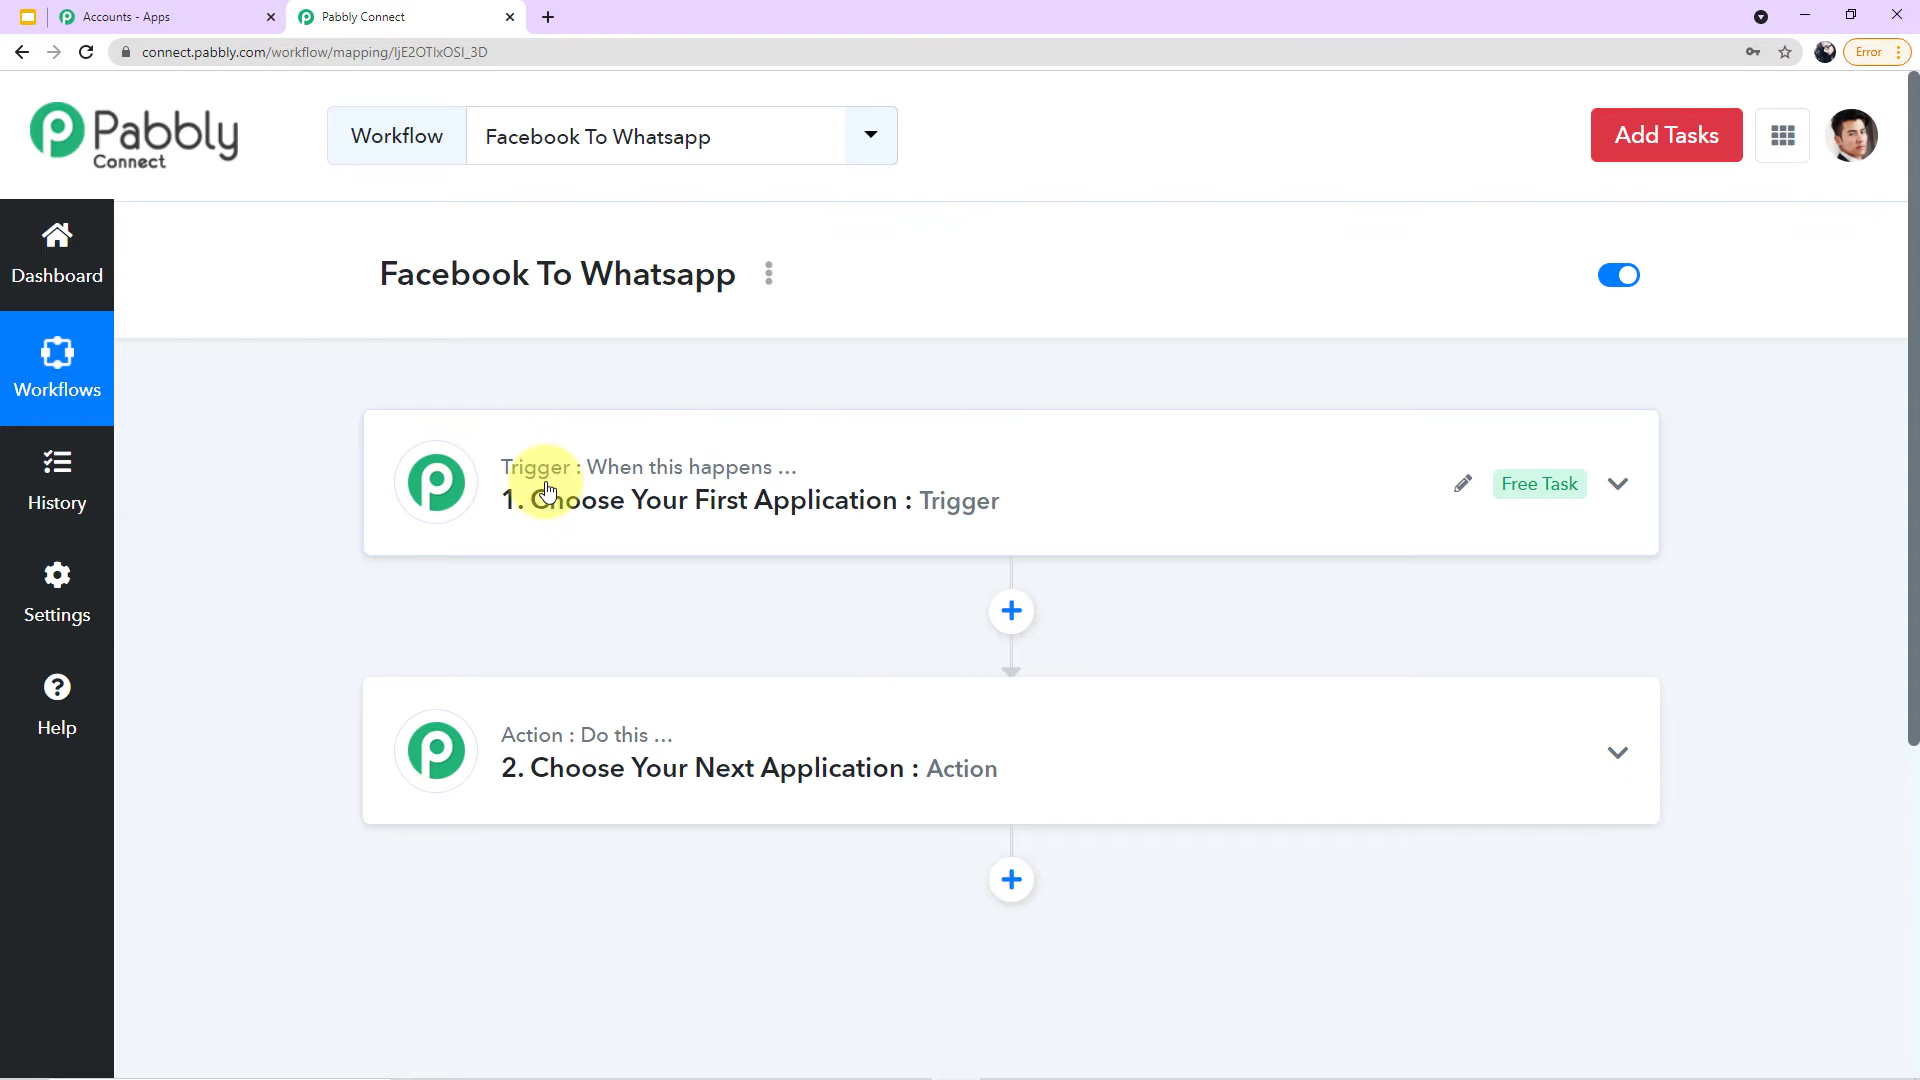 Accounts - Apps
Pabbly Connect
connect.pabbly.com/workflow/mapping/IjE2OTIxOSI_3D
Error
Pabbly
Connect
Workflow
Facebook To Whatsapp
Add Tasks
Dashboard
Workflows
History
Settings
Help
Facebook To Whatsapp
Trigger : When this happens ...
1. Choose Your First Application : Trigger
Free Task
Action : Do this ...
2. Choose Your Next Application : Action